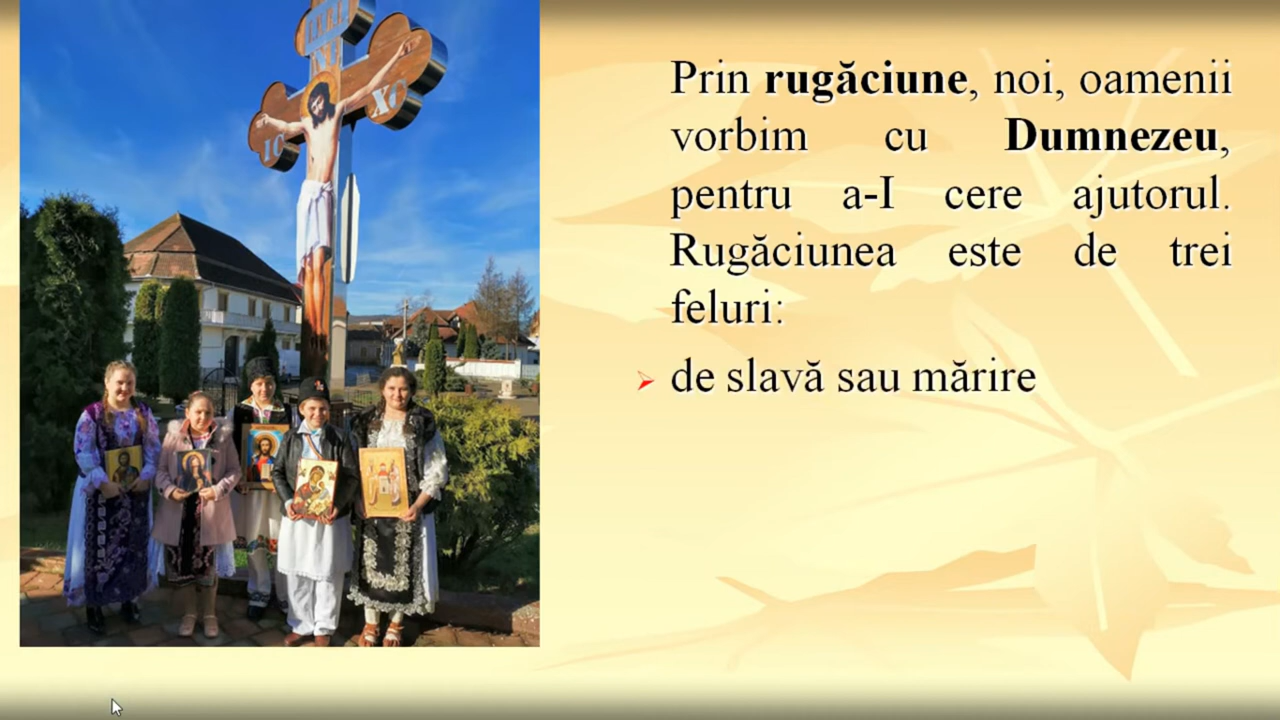 I.N.R.I.
IC
XC
Prin rugăciune, noi, oamenii
vorbim cu Dumnezeu,
pentru a-I cere ajutorul.
Rugăciunea este de trei
feluri:
de slavă sau mărire